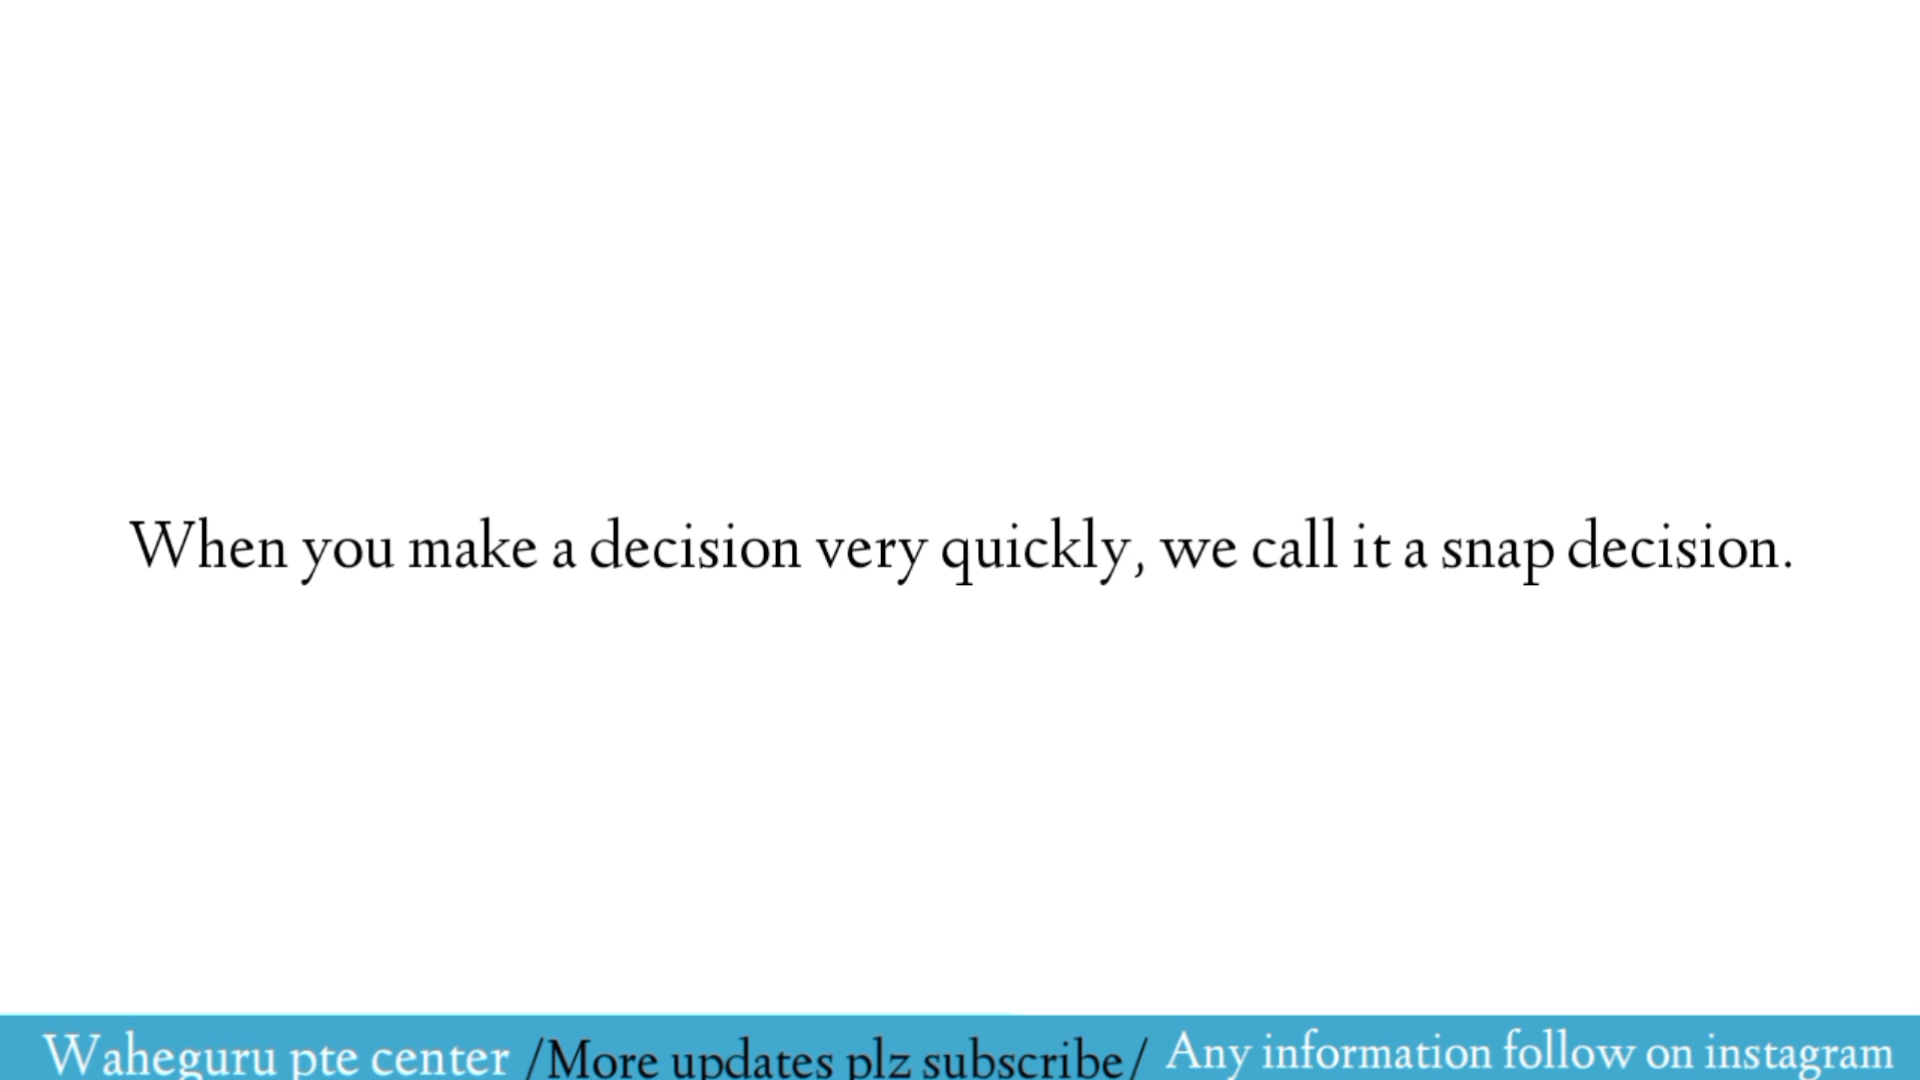 When you make a decision very quickly, we call it a snap decision.
Waheguru pte center /More updates plz subscribe/ Any information follow on instagram